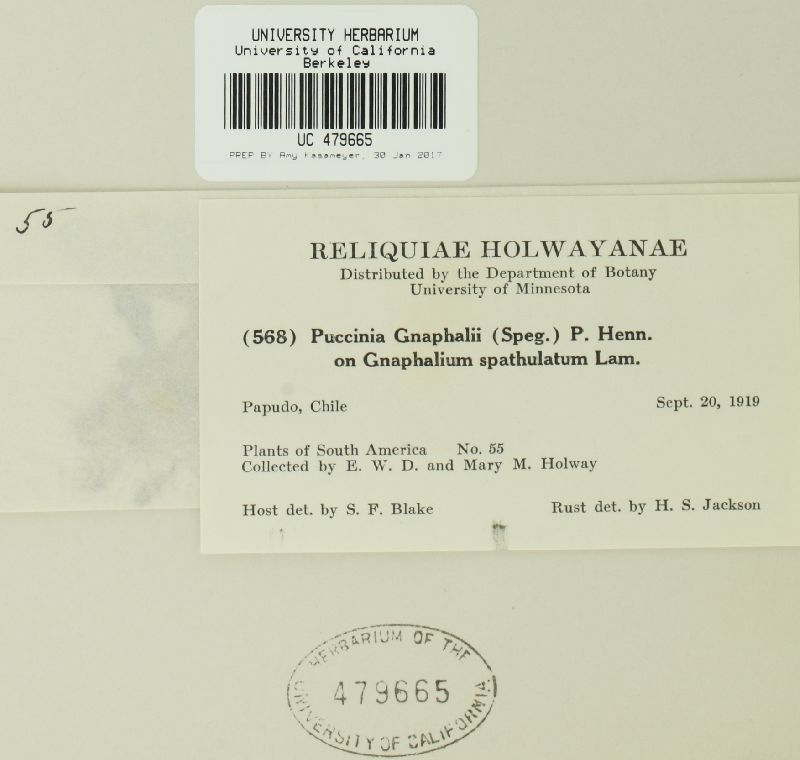 UNIVERSITY HERBARIUM
University of California
Berkeley
UC 479665
PREP BY Amy Kasameyer, 30 Jan 2017
55
RELIQUIAE HOLWAYANAE
Distributed by the Department of Botany
University of Minnesota
(568) Puccinia Gnaphalii (Speg.) P. Henn.
on Gnaphalium spathulatum Lam.
Papudo, Chile Sept. 20, 1919
Plants of South America No. 55
Collected by E. W. D. and Mary M. Holway
Host det. by S. F. Blake Rust det. by H. S. Jackson
HERBARIUM OF THE
479665
UNIVERSITY OF CALIFORNIA